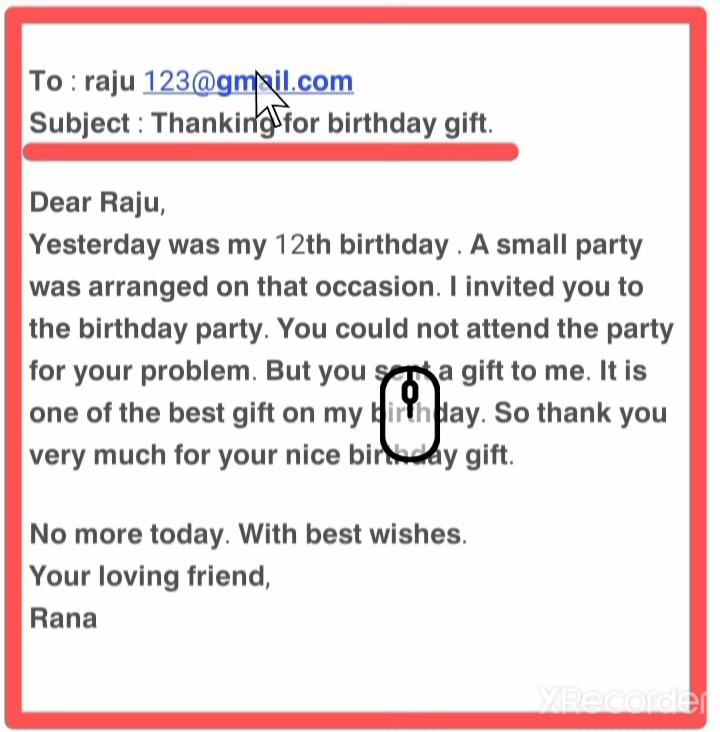 To : raju 123@gmail.com
Subject : Thanking for birthday gift.
Dear Raju,
Yesterday was my 12th birthday . A small party
was arranged on that occasion. I invited you to
the birthday party. You could not attend the party
for your problem. But you sent a gift to me. It is
one of the best gift on my birthday. So thank you
very much for your nice birthday gift.
No more today. With best wishes.
Your loving friend,
Rana
XRecorder